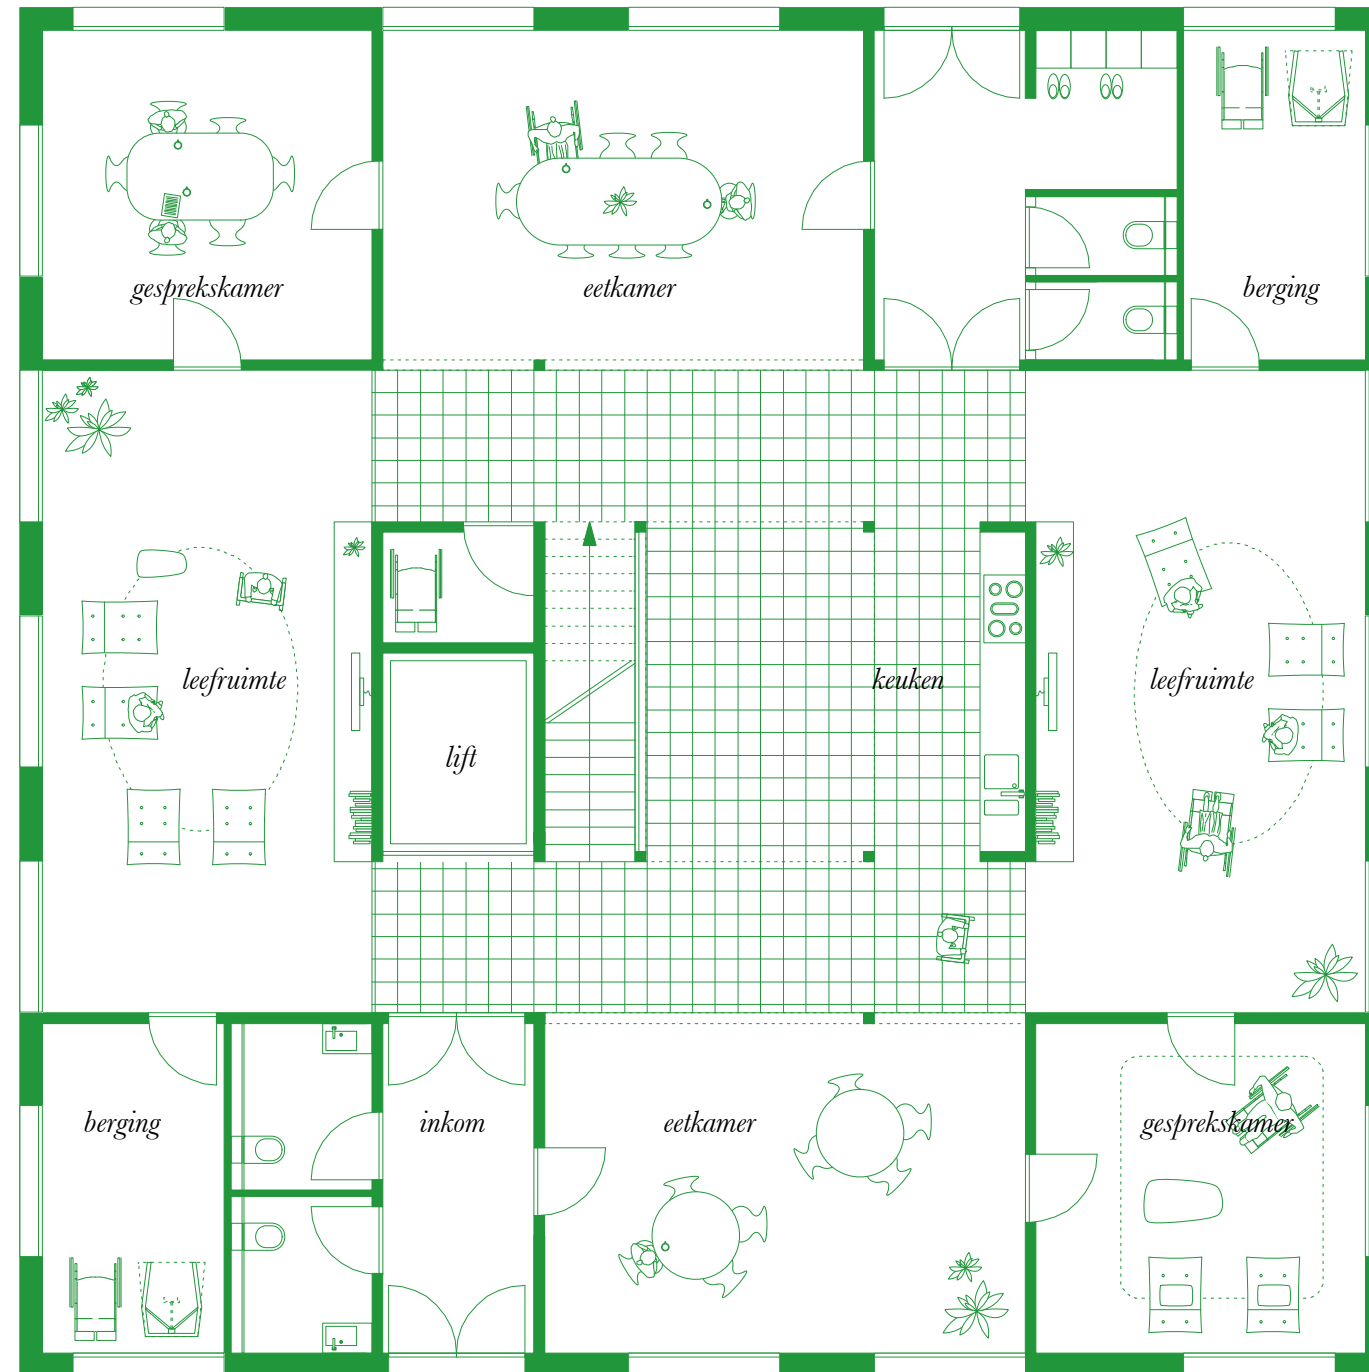 gesprekskamer
eetkamer
berging
leefruimte
keuken
leefruimte
lift
berging
inkom
eetkamer
gesprekskamer